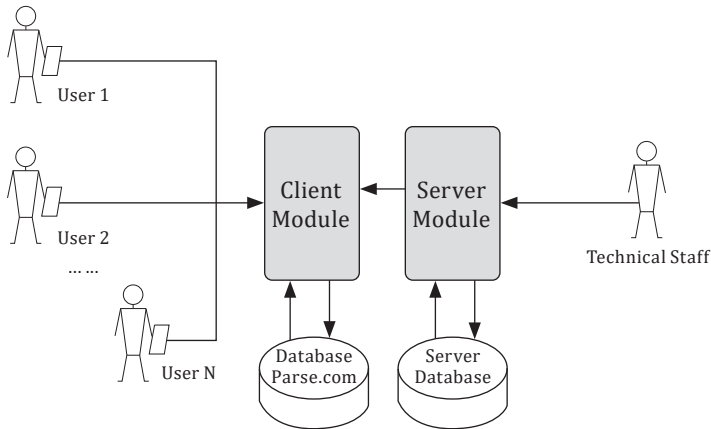 User 1
User 2
... ...
User N
Client
Module
Server
Module
Technical Staff
Database
Parse.com
Server
Database